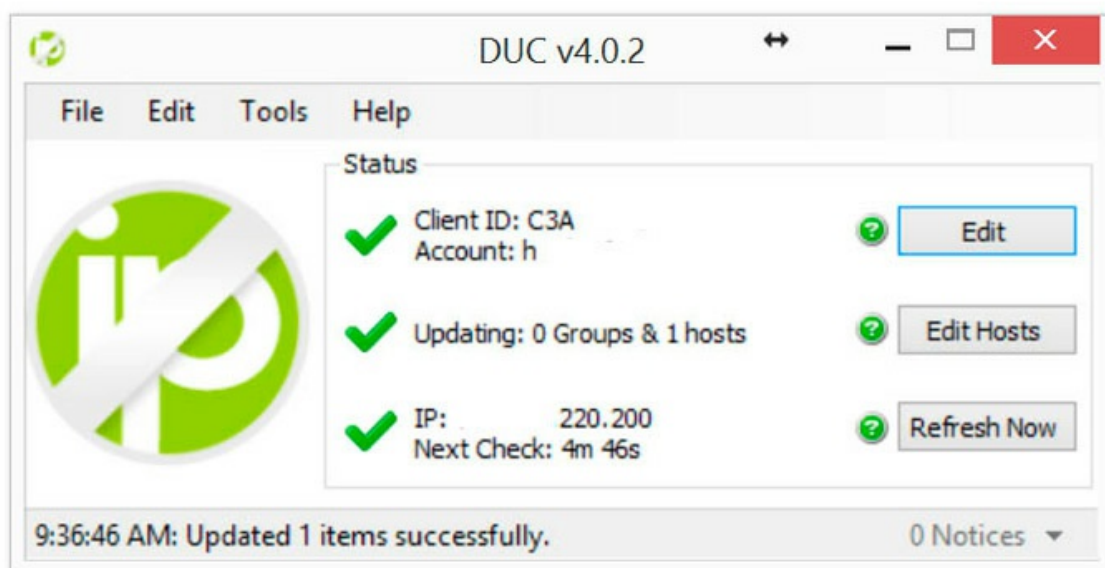 DUC v4.0.2
File Edit Tools Help
Status
Client ID: C3A
Account: h
Edit
Updating: 0 Groups & 1 hosts
Edit Hosts
IP: 220.200
Next Check: 4m 46s
Refresh Now
9:36:46 AM: Updated 1 items successfully.
0 Notices
ip